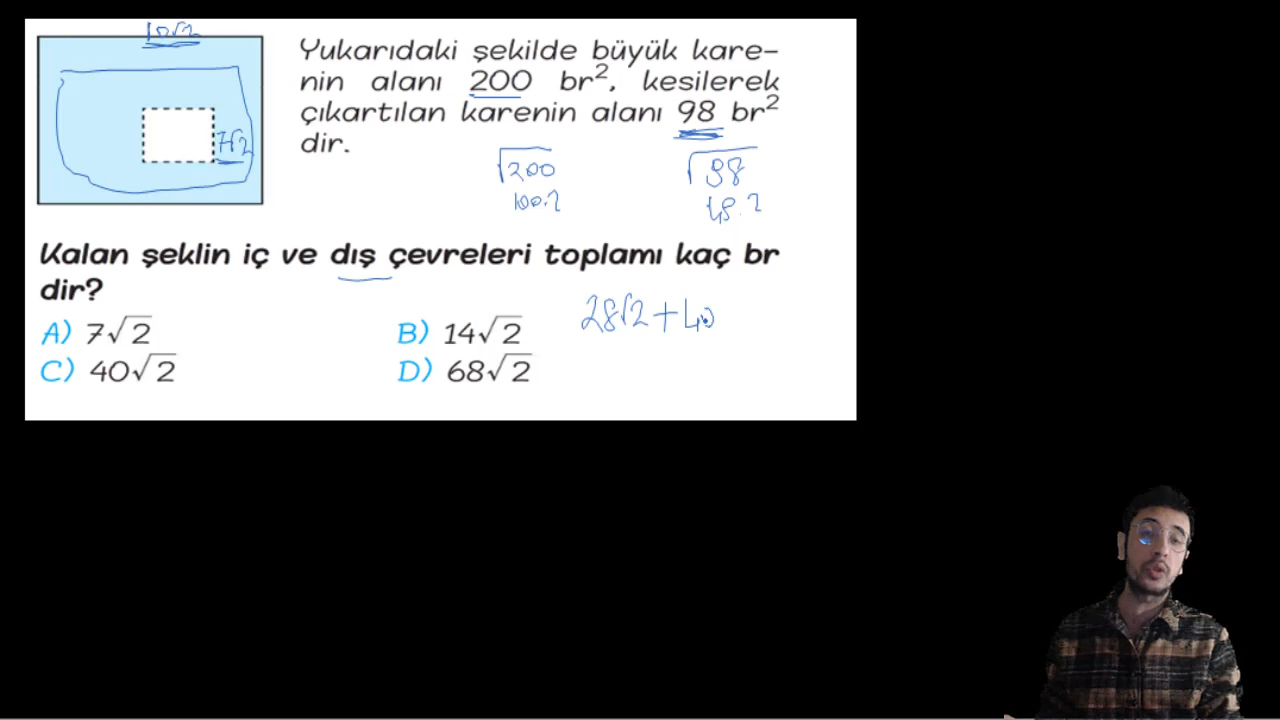 10√2
Yukarıdaki şekilde büyük kare-
nin alanı 200 br², kesilerek
çıkartılan karenin alanı 98 br²
dir.
7√2
√200
√98
100.2
49.2
Kalan şeklin iç ve dış çevreleri toplamı kaç br
dir?
28√2+40
A) 7√2
B) 14√2
C) 40√2
D) 68√2